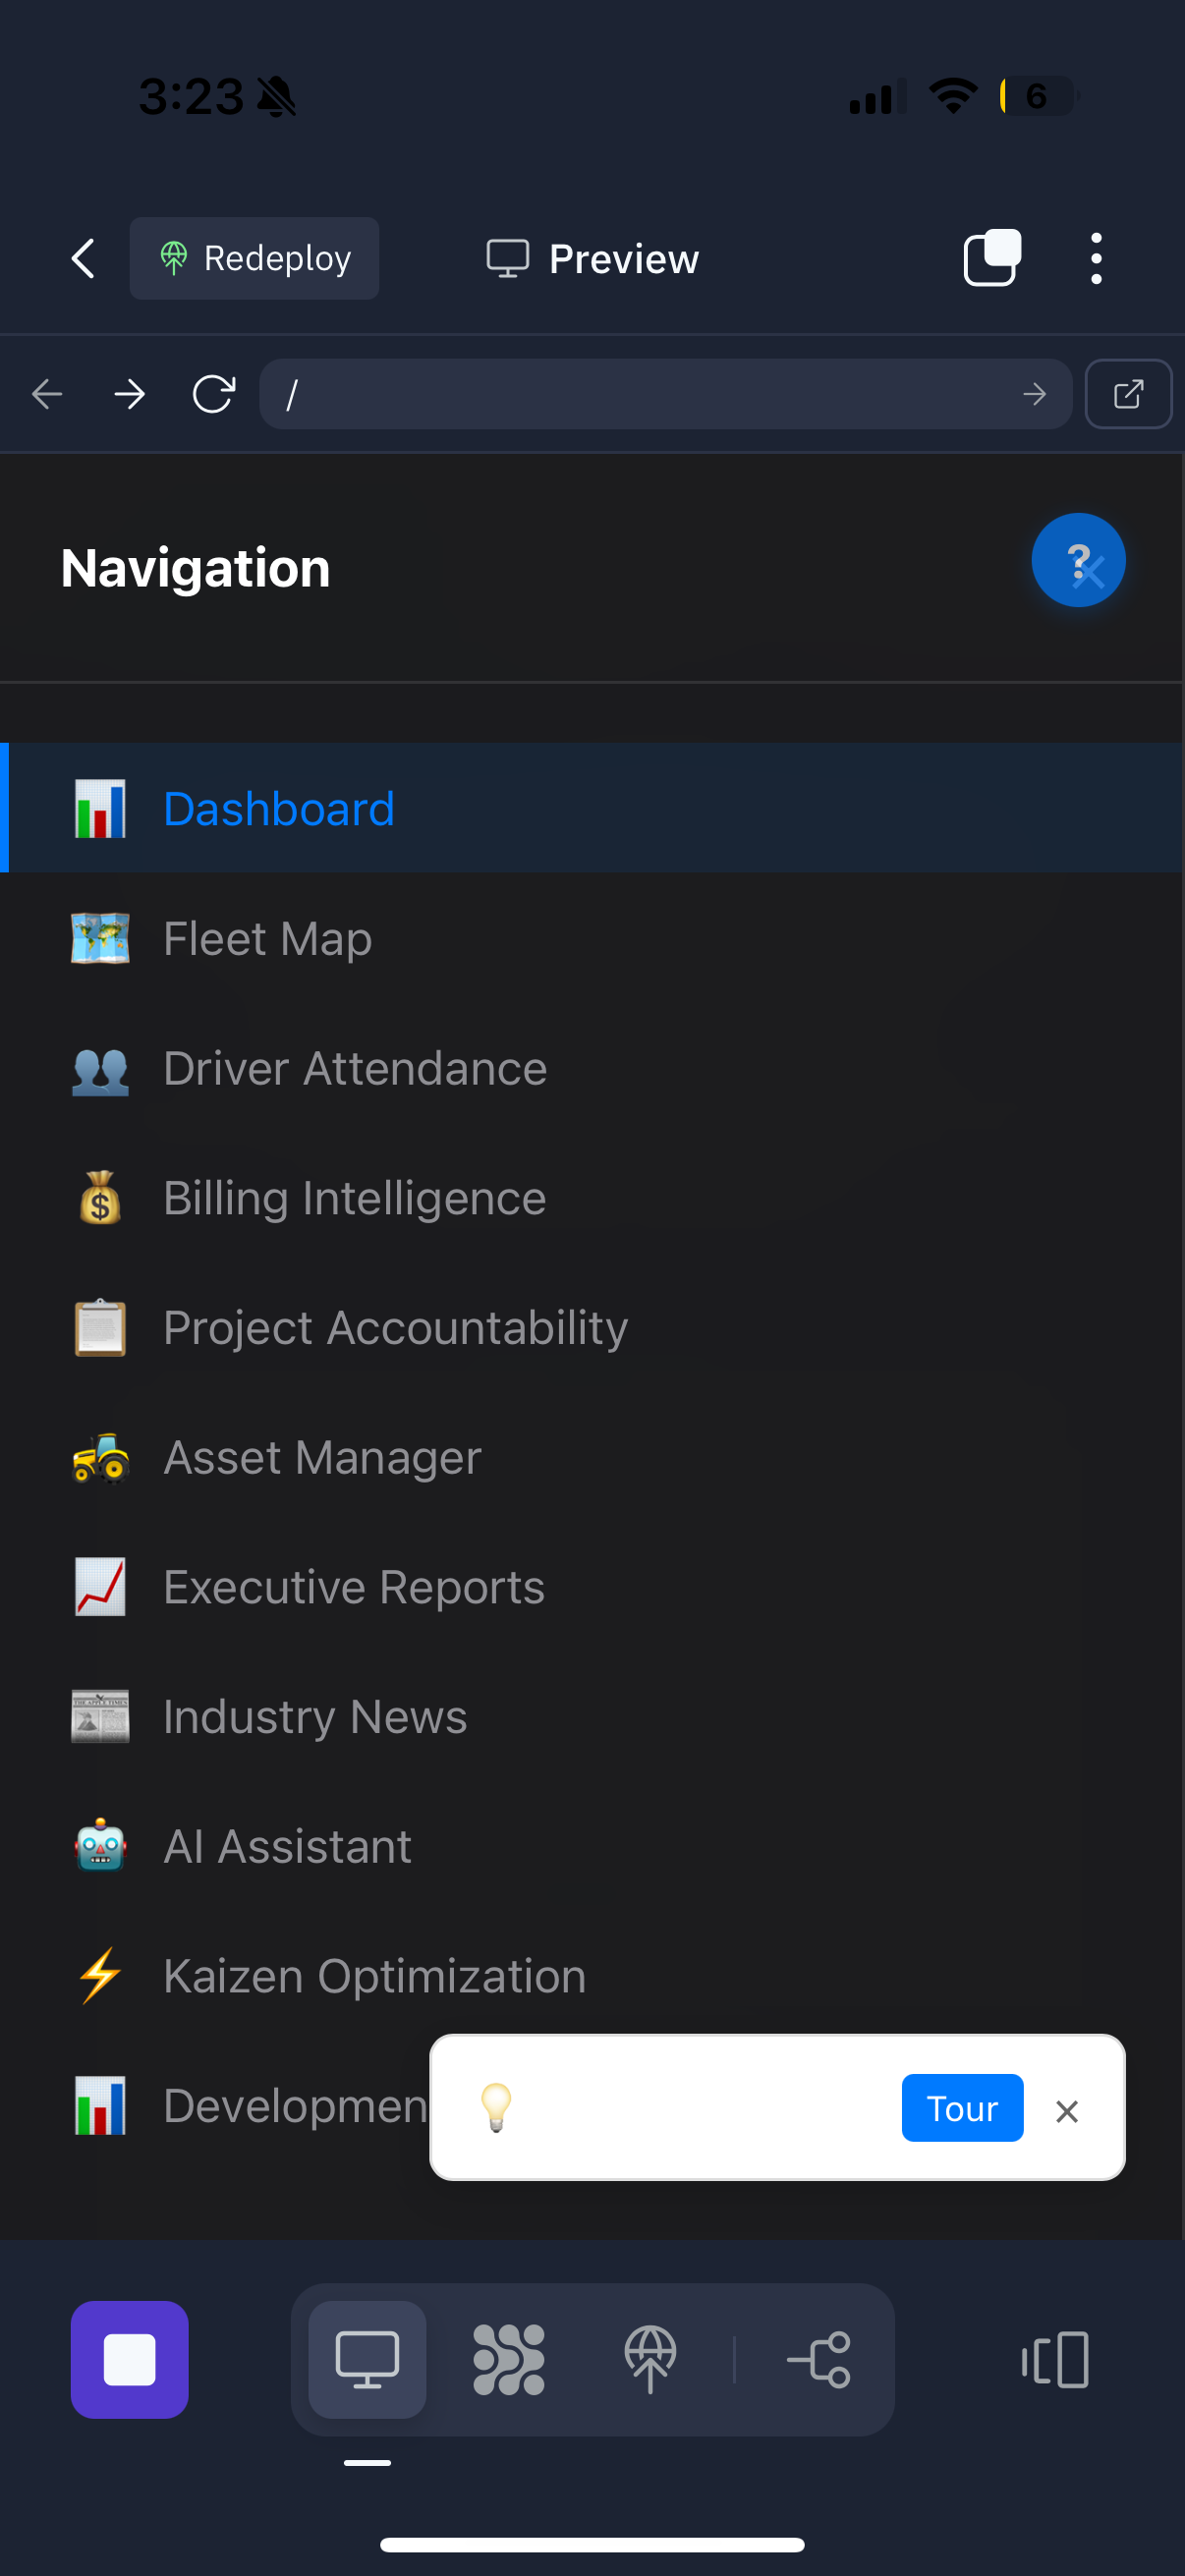 3:23
6
Redeploy
Preview
/
Navigation
?
×
Dashboard
Fleet Map
Driver Attendance
Billing Intelligence
Project Accountability
Asset Manager
Executive Reports
Industry News
AI Assistant
Kaizen Optimization
Developmen
Tour
×